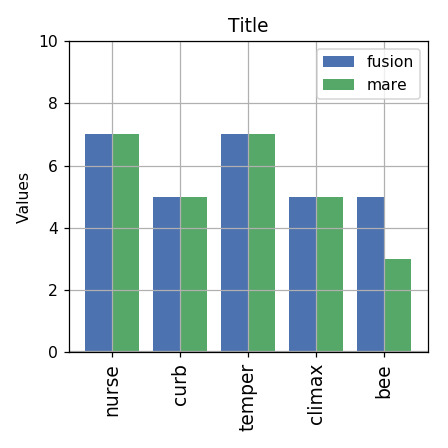 Title
fusion
mare
Values
10
8
6
4
2
0
nurse
curb
temper
climax
bee